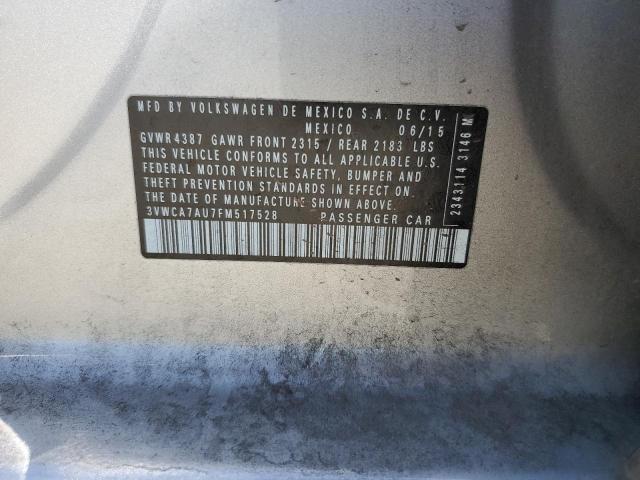 MFD BY VOLKSWAGEN DE MEXICO S.A. DE C.V.
MEXICO 06/15
GVWR 4387 GAWR FRONT 2315 / REAR 2183 LBS
THIS VEHICLE CONFORMS TO ALL APPLICABLE U.S.
FEDERAL MOTOR VEHICLE SAFETY, BUMPER AND
THEFT PREVENTION STANDARDS IN EFFECT ON
THE DATE OF MANUFACTURE SHOWN ABOVE.
3VWCA7AU7FM517528 PASSENGER CAR
2343114 3146 M